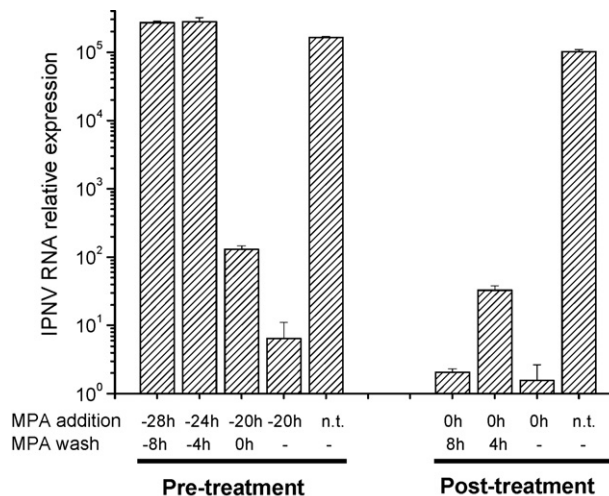 IPNV RNA relative expression
10^5
10^4
10^3
10^2
10^1
10^0
MPA addition -28h -24h -20h -20h n.t. 0h 0h 0h n.t.
MPA wash -8h -4h 0h - - 8h 4h - -
Pre-treatment Post-treatment